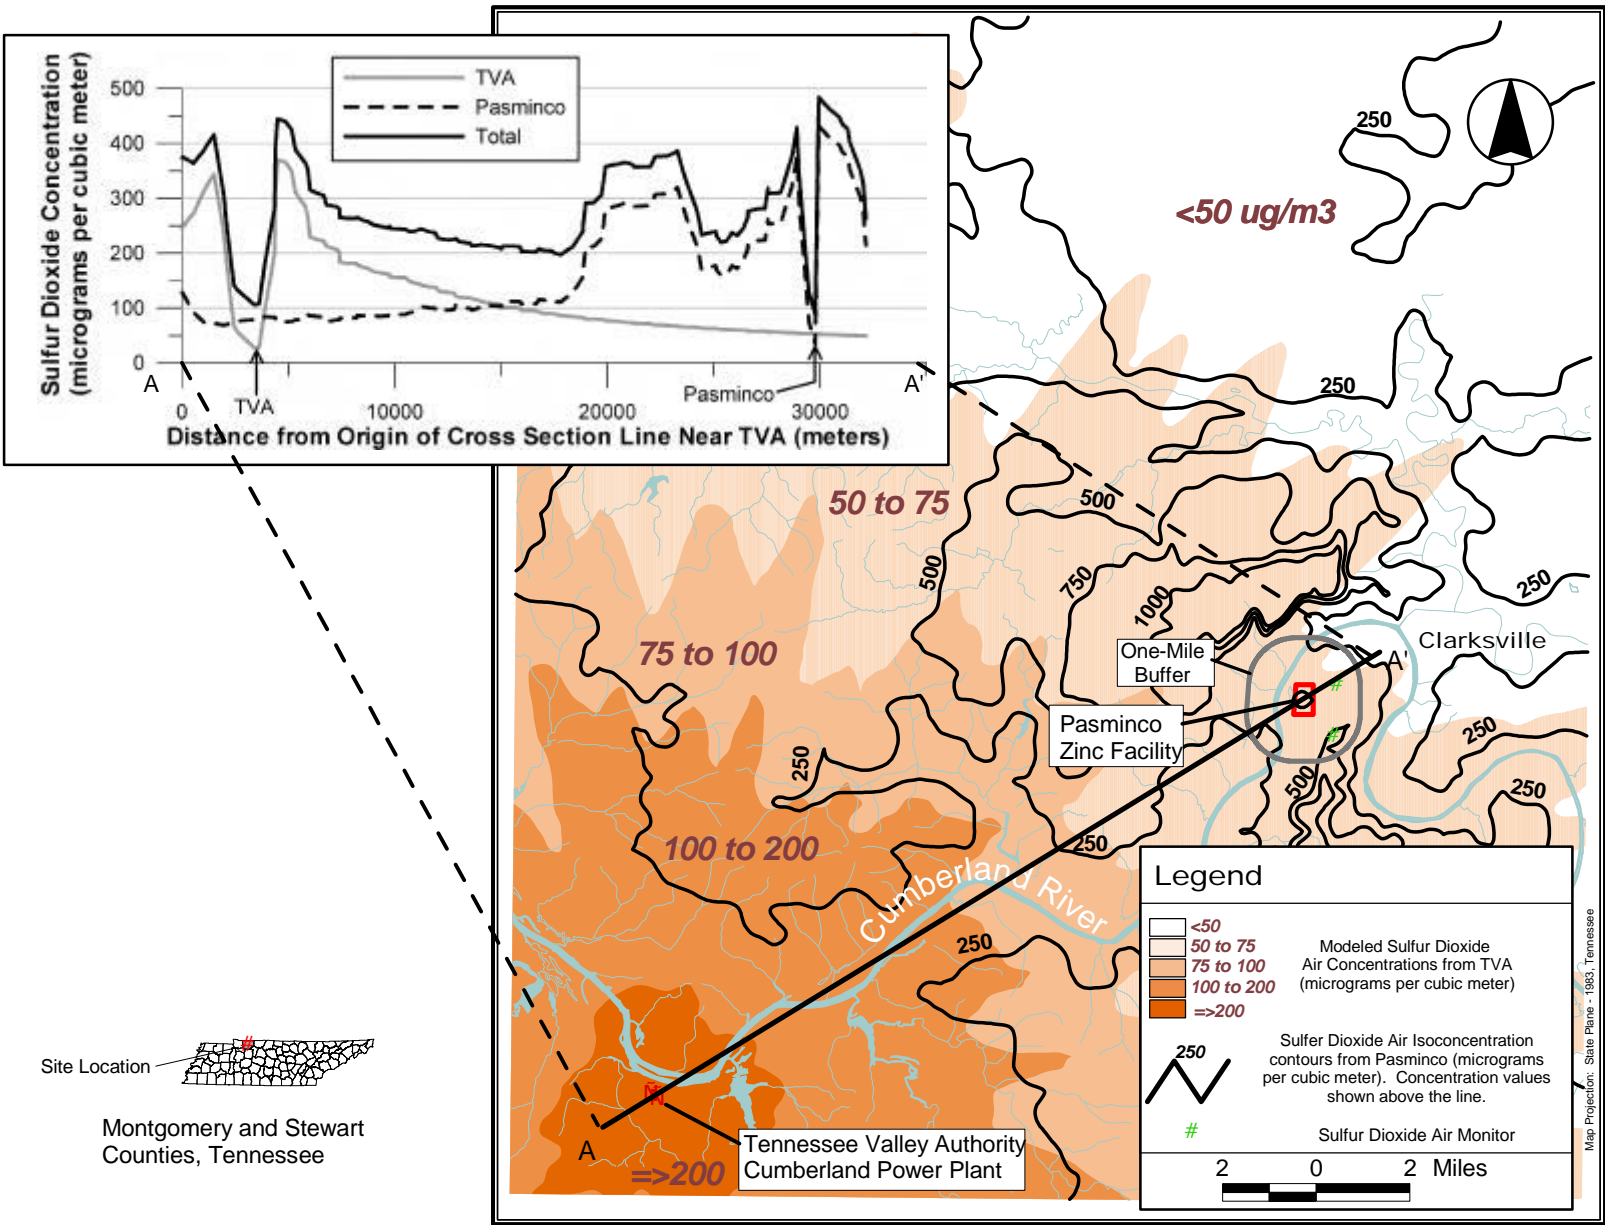 Sulfur Dioxide Concentration
(micrograms per cubic meter)
500
400
300
200
100
0
TVA
Pasminco
Total
A
A'
TVA
Pasminco
0
10000
20000
30000
Distance from Origin of Cross Section Line Near TVA (meters)
250
<50 ug/m3
250
50 to 75
500
500
750
1000
250
75 to 100
One-Mile
Buffer
Clarksville
A'
Pasminco
Zinc Facility
#
#
250
250
250
500
100 to 200
250
Cumberland River
250
A
Tennessee Valley Authority
Cumberland Power Plant
=>200
Legend
<50
50 to 75
75 to 100
100 to 200
=>200
Modeled Sulfur Dioxide
Air Concentrations from TVA
(micrograms per cubic meter)
250
Sulfer Dioxide Air Isoconcentration
contours from Pasminco (micrograms
per cubic meter). Concentration values
shown above the line.
#
Sulfur Dioxide Air Monitor
2 0 2 Miles
Map Projection: State Plane - 1983, Tennessee
#
Site Location
Montgomery and Stewart
Counties, Tennessee